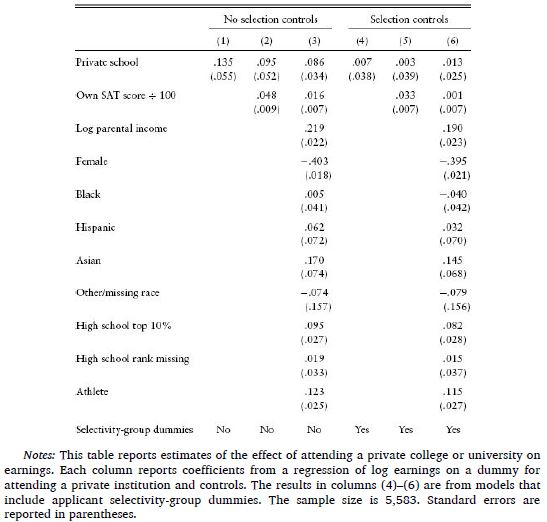 No selection controls Selection controls
(1) (2) (3) (4) (5) (6)
Private school .135 .095 .086 .007 .003 .013
(.055) (.052) (.034) (.038) (.039) (.025)
Own SAT score ÷ 100 .048 .016 .033 .001
(.009) (.007) (.007) (.007)
Log parental income .219 .190
(.022) (.023)
Female −.403 −.395
(.018) (.021)
Black .005 −.040
(.041) (.042)
Hispanic .062 .032
(.072) (.070)
Asian .170 .145
(.074) (.068)
Other/missing race −.074 −.079
(.157) (.156)
High school top 10% .095 .082
(.027) (.028)
High school rank missing .019 .015
(.033) (.037)
Athlete .123 .115
(.025) (.027)
Selectivity-group dummies No No No Yes Yes Yes
Notes: This table reports estimates of the effect of attending a private college or university on
earnings. Each column reports coefficients from a regression of log earnings on a dummy for
attending a private institution and controls. The results in columns (4)–(6) are from models that
include applicant selectivity-group dummies. The sample size is 5,583. Standard errors are
reported in parentheses.